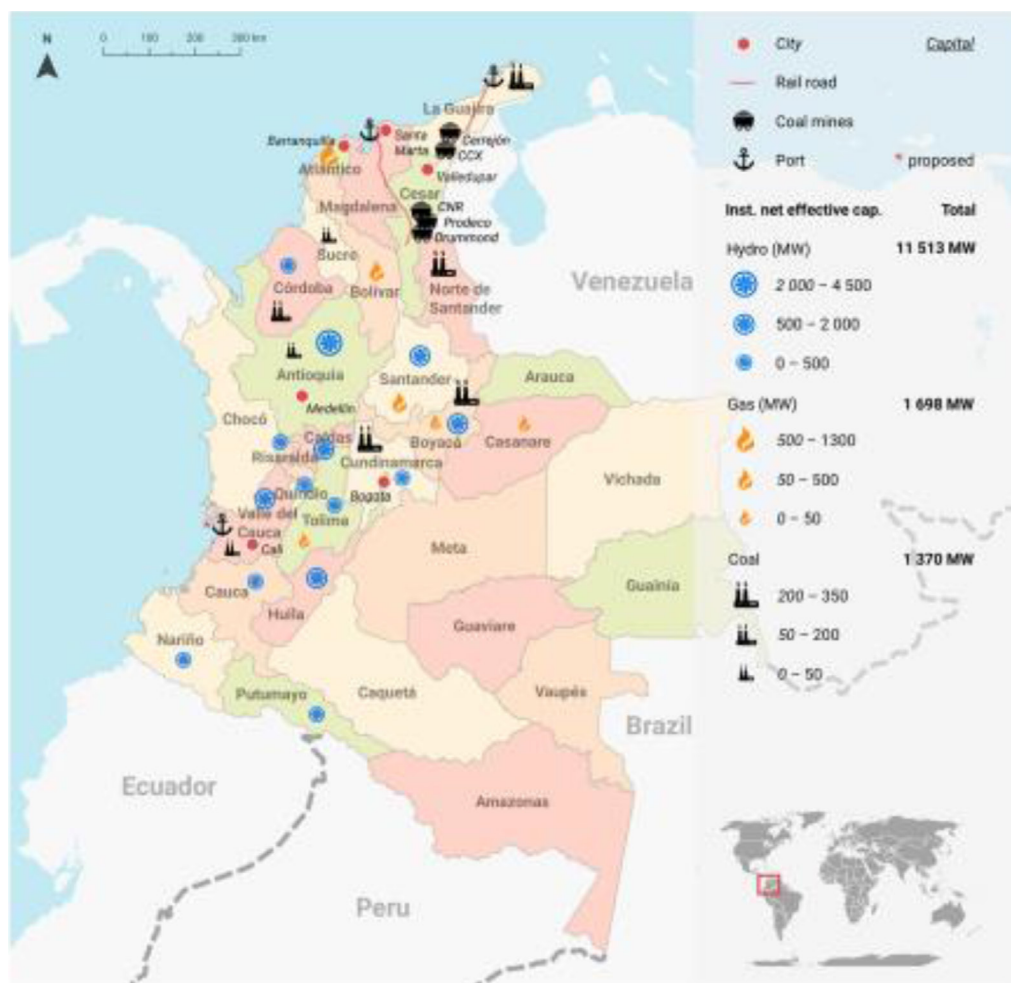 N
0 100 200 300 km
City Capital
Rail road
Coal mines
Port * proposed
Inst. net effective cap. Total
Hydro (MW) 11 513 MW
2 000 – 4 500
500 – 2 000
0 – 500
Gas (MW) 1 698 MW
500 – 1300
50 – 500
0 – 50
Coal 1 370 MW
200 – 350
50 – 200
0 – 50
La Guajira
Barranquilla
Santa
Marta
Cerrejón
CCX
Atlántico
Valledupar
Cesar
Magdalena
CNR
Prodeco
Drummond
Sucre
Venezuela
Córdoba
Bolívar
Norte de
Santander
Antioquia
Santander
Arauca
Medellín
Chocó
Caldas
Boyacá
Casanare
Risaralda
Cundinamarca
Vichada
Quindío
Bogota
Valle del
Cauca
Tolima
Cali
Meta
Guainía
Cauca
Huila
Guaviare
Nariño
Putumayo
Caquetá
Vaupés
Brazil
Ecuador
Amazonas
Peru